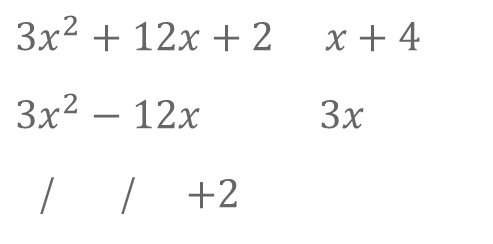 3x² + 12x + 2 x + 4
3x² − 12x 3x
/ / +2